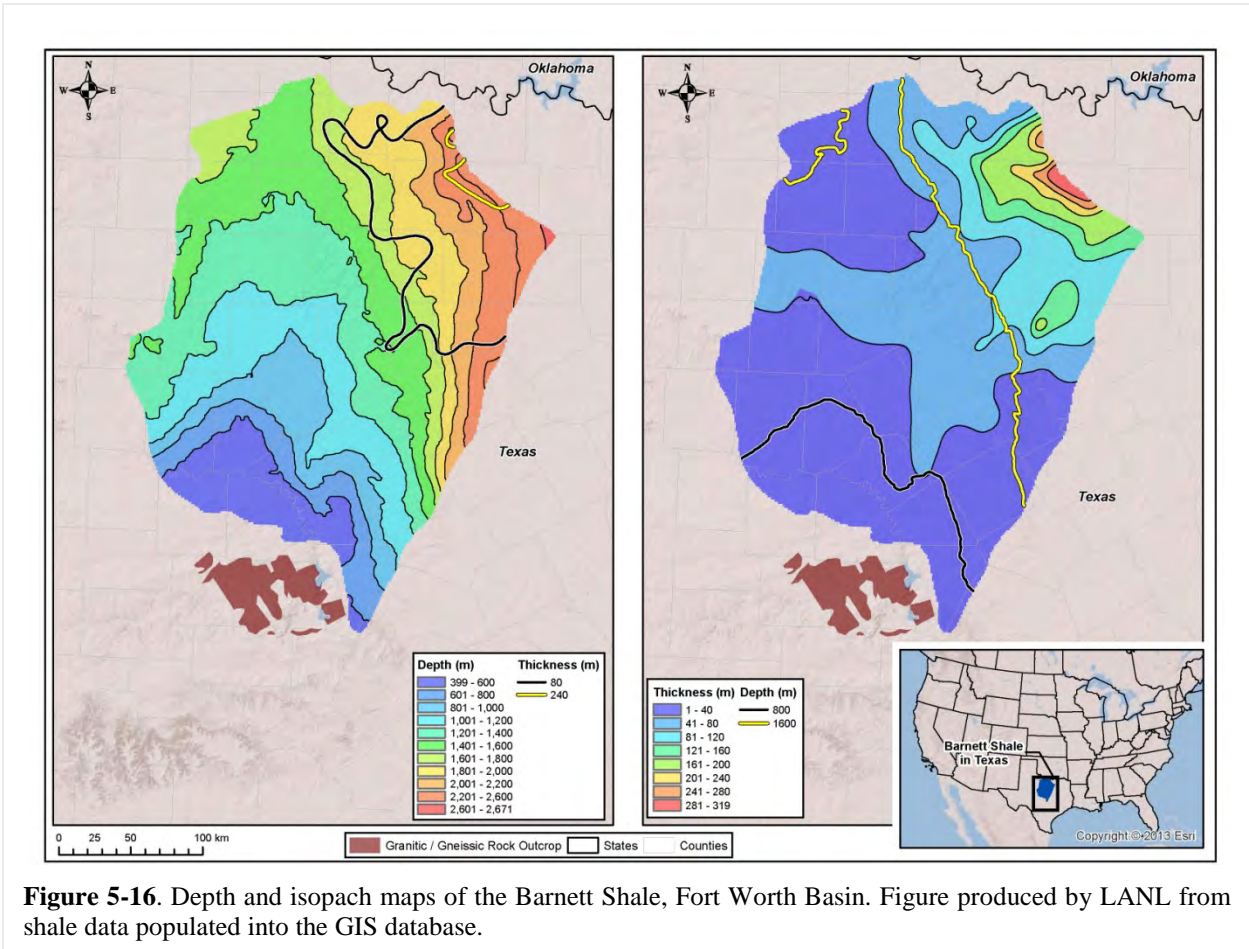 N
W E
S
Oklahoma
Texas
Depth (m) Thickness (m)
399 - 600 80
601 - 800 240
801 - 1,000
1,001 - 1,200
1,201 - 1,400
1,401 - 1,600
1,601 - 1,800
1,801 - 2,000
2,001 - 2,200
2,201 - 2,600
2,601 - 2,671
0 25 50 100 km
N
W E
S
Oklahoma
Texas
Thickness (m) Depth (m)
1 - 40 800
41 - 80 1600
81 - 120
121 - 160
161 - 200
201 - 240
241 - 280
281 - 319
Barnett Shale
in Texas
Copyright:© 2013 Esri
Granitic / Gneissic Rock Outcrop States Counties
Figure 5-16. Depth and isopach maps of the Barnett Shale, Fort Worth Basin. Figure produced by LANL from
shale data populated into the GIS database.